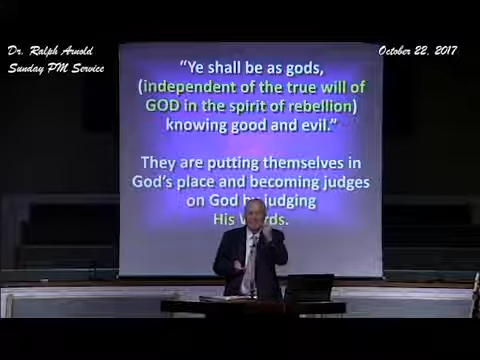 Dr. Ralph Arnold
Sunday PM Service
October 22, 2017
“Ye shall be as gods,
(independent of the true will of
GOD in the spirit of rebellion)
knowing good and evil.”
They are putting themselves in
God’s place and becoming judges
on God by judging
His Words.